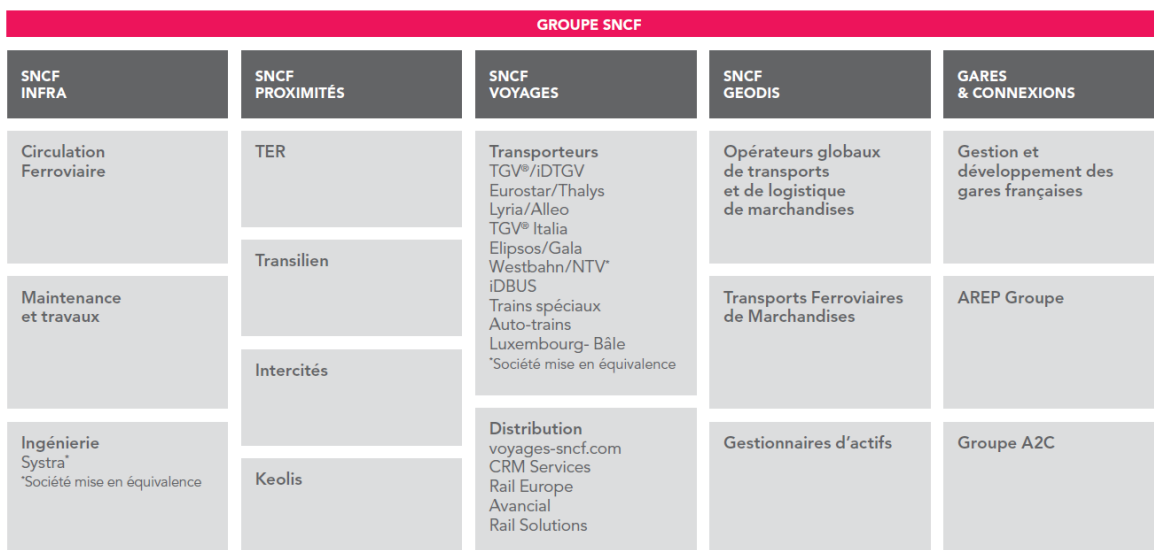 GROUPE SNCF
SNCF
INFRA
Circulation
Ferroviaire
Maintenance
et travaux
Ingénierie
Systra*
*Société mise en équivalence
SNCF
PROXIMITÉS
TER
Transilien
Intercités
Keolis
SNCF
VOYAGES
Transporteurs
TGV®/iDTGV
Eurostar/Thalys
Lyria/Alleo
TGV® Italia
Elipsos/Gala
Westbahn/NTV*
iDBUS
Trains spéciaux
Auto-trains
Luxembourg- Bâle
*Société mise en équivalence
Distribution
voyages-sncf.com
CRM Services
Rail Europe
Avancial
Rail Solutions
SNCF
GEODIS
Opérateurs globaux
de transports
et de logistique
de marchandises
Transports Ferroviaires
de Marchandises
Gestionnaires d'actifs
GARES
& CONNEXIONS
Gestion et
développement des
gares françaises
AREP Groupe
Groupe A2C